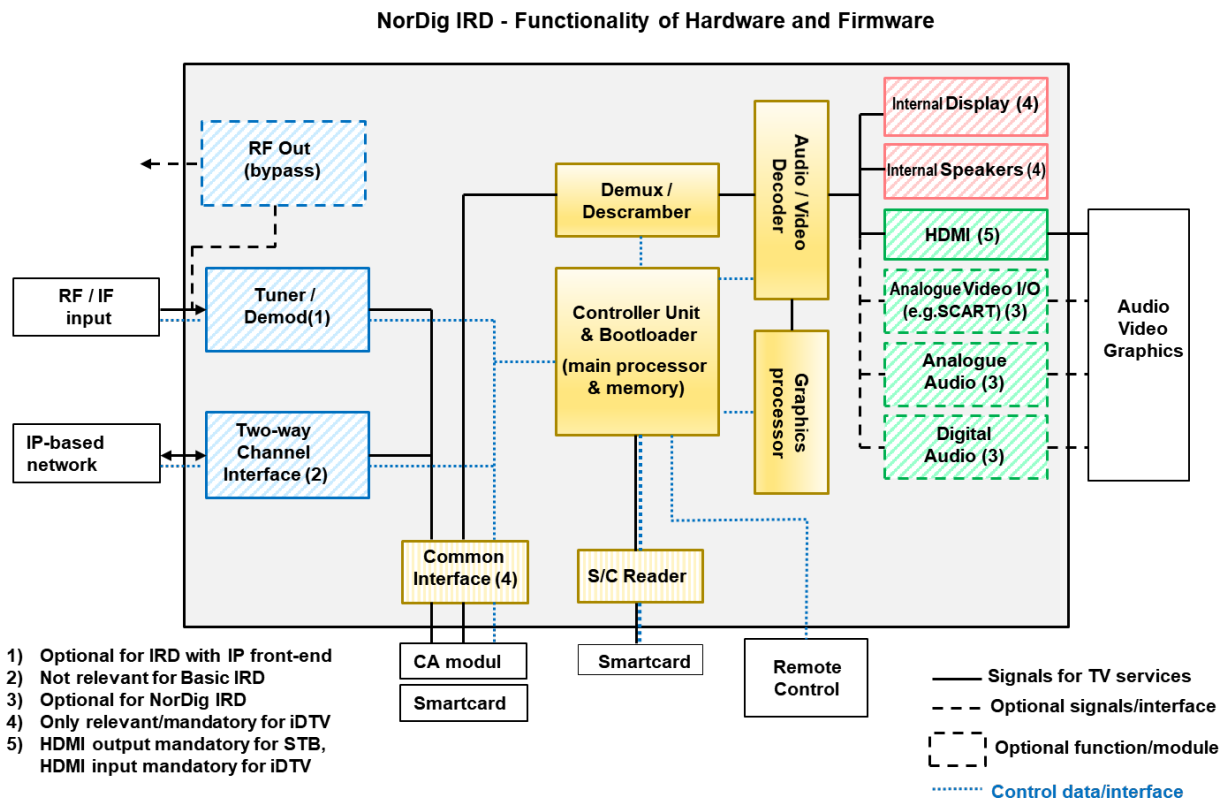 NorDig IRD - Functionality of Hardware and Firmware
RF Out
(bypass)
RF / IF
input
Tuner /
Demod(1)
IP-based
network
Two-way
Channel
Interface (2)
Common
Interface (4)
CA modul
Smartcard
Demux /
Descramber
Controller Unit
& Bootloader
(main processor
& memory)
S/C Reader
Smartcard
Remote
Control
Audio / Video
Decoder
Graphics
processor
Internal Display (4)
Internal Speakers (4)
HDMI (5)
Analogue Video I/O
(e.g.SCART) (3)
Analogue
Audio (3)
Digital
Audio (3)
Audio
Video
Graphics
1) Optional for IRD with IP front-end
2) Not relevant for Basic IRD
3) Optional for NorDig IRD
4) Only relevant/mandatory for iDTV
5) HDMI output mandatory for STB,
HDMI input mandatory for iDTV
Signals for TV services
Optional signals/interface
Optional function/module
Control data/interface